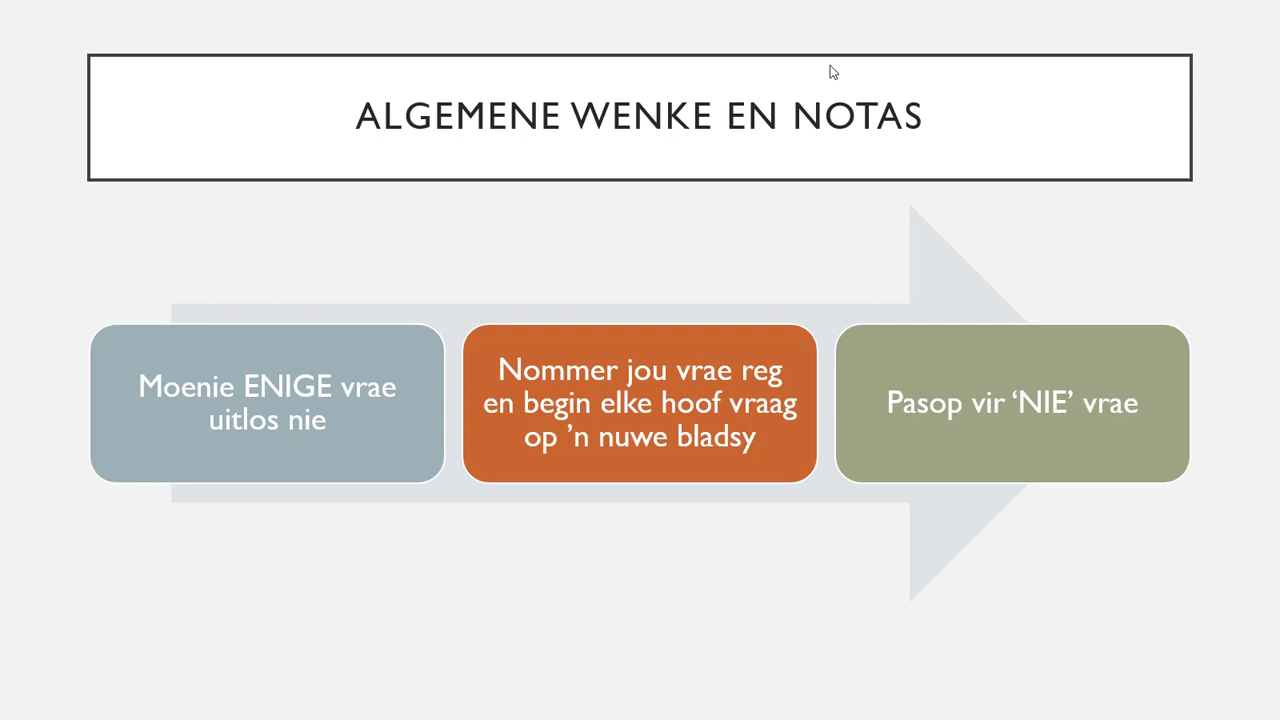 ALGEMENE WENKE EN NOTAS
Moenie ENIGE vrae
uitlos nie
Nommer jou vrae reg
en begin elke hoof vraag
op ’n nuwe bladsy
Pasop vir ‘NIE’ vrae